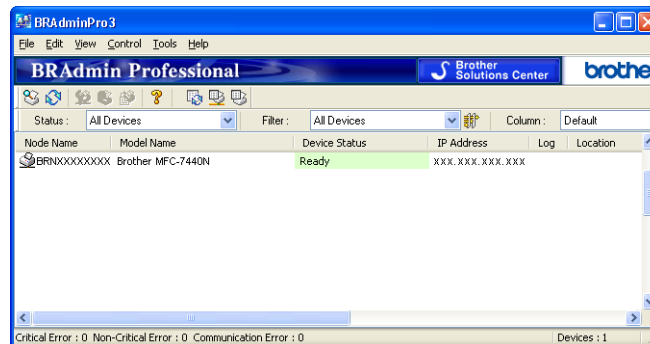 BRAdminPro3
File Edit View Control Tools Help
BRAdmin Professional Brother Solutions Center brothe
Status : All Devices Filter : All Devices Column : Default
Node Name Model Name Device Status IP Address Log Location
BRNXXXXXXXX Brother MFC-7440N Ready xxx.xxx.xxx.xxx
Critical Error : 0 Non-Critical Error : 0 Communication Error : 0 Devices : 1